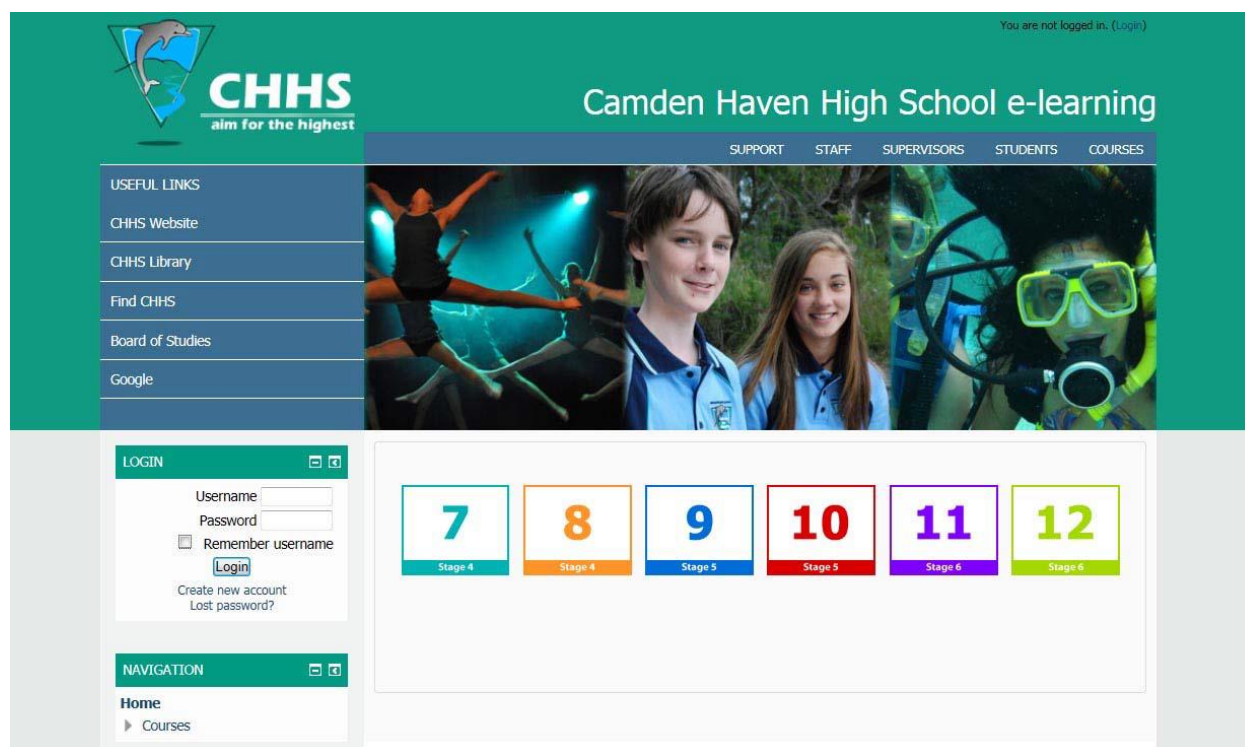 You are not logged in. (Login)
CHHS
aim for the highest
Camden Haven High School e-learning
SUPPORT STAFF SUPERVISORS STUDENTS COURSES
USEFUL LINKS
CHHS Website
CHHS Library
Find CHHS
Board of Studies
Google
LOGIN
Username
Password
Remember username
Login
Create new account
Lost password?
NAVIGATION
Home
Courses
7 8 9 10 11 12
Stage 4 Stage 4 Stage 5 Stage 5 Stage 6 Stage 6